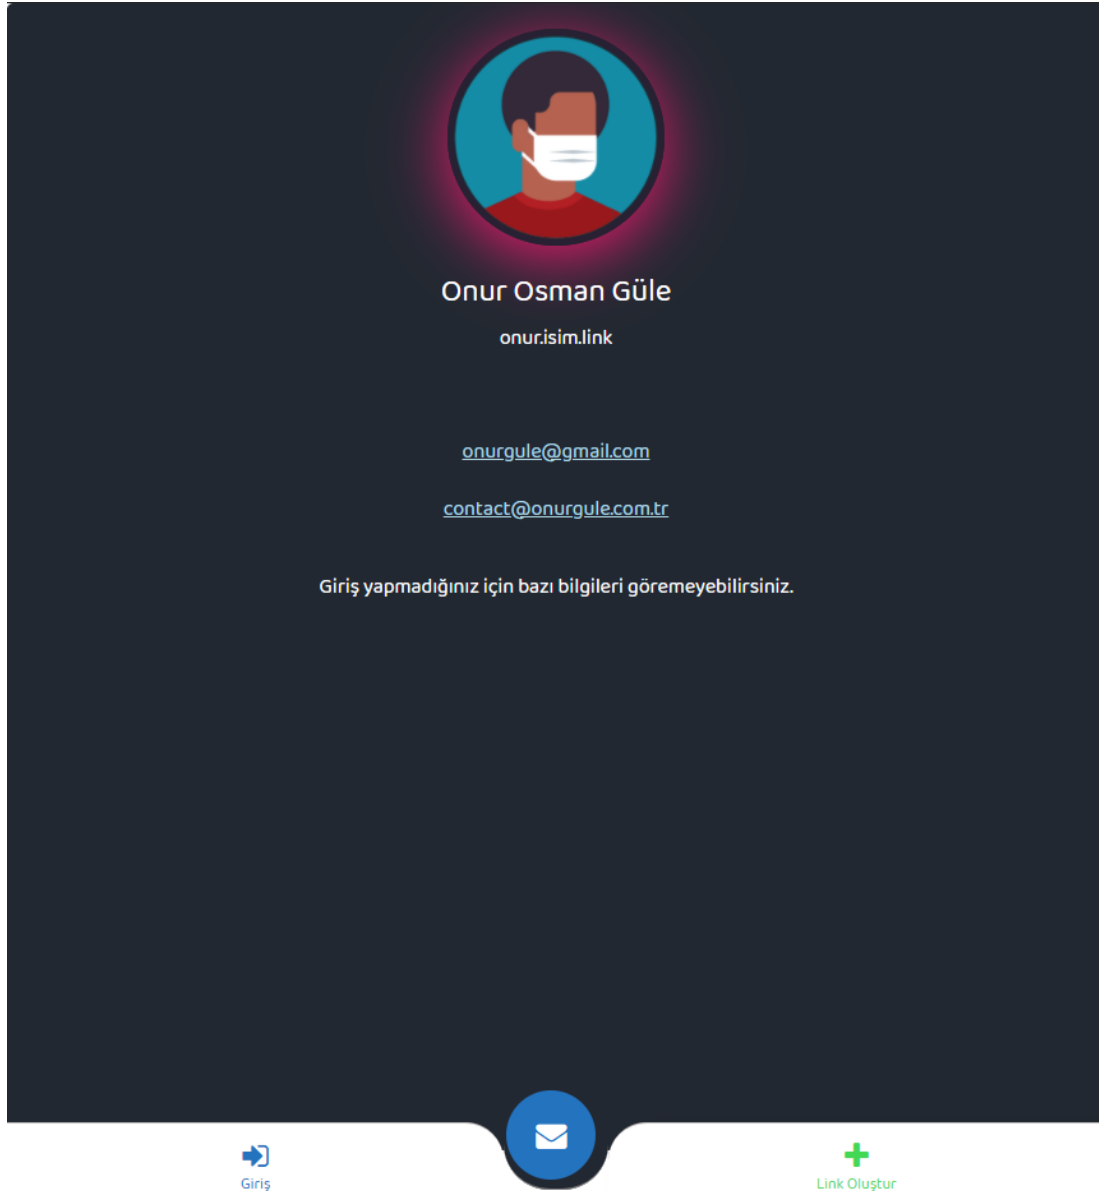 Onur Osman Güle
onur.isim.link
onurgule@gmail.com
contact@onurgule.com.tr
Giriş yapmadığınız için bazı bilgileri göremeyebilirsiniz.
Giriş
Link Oluştur